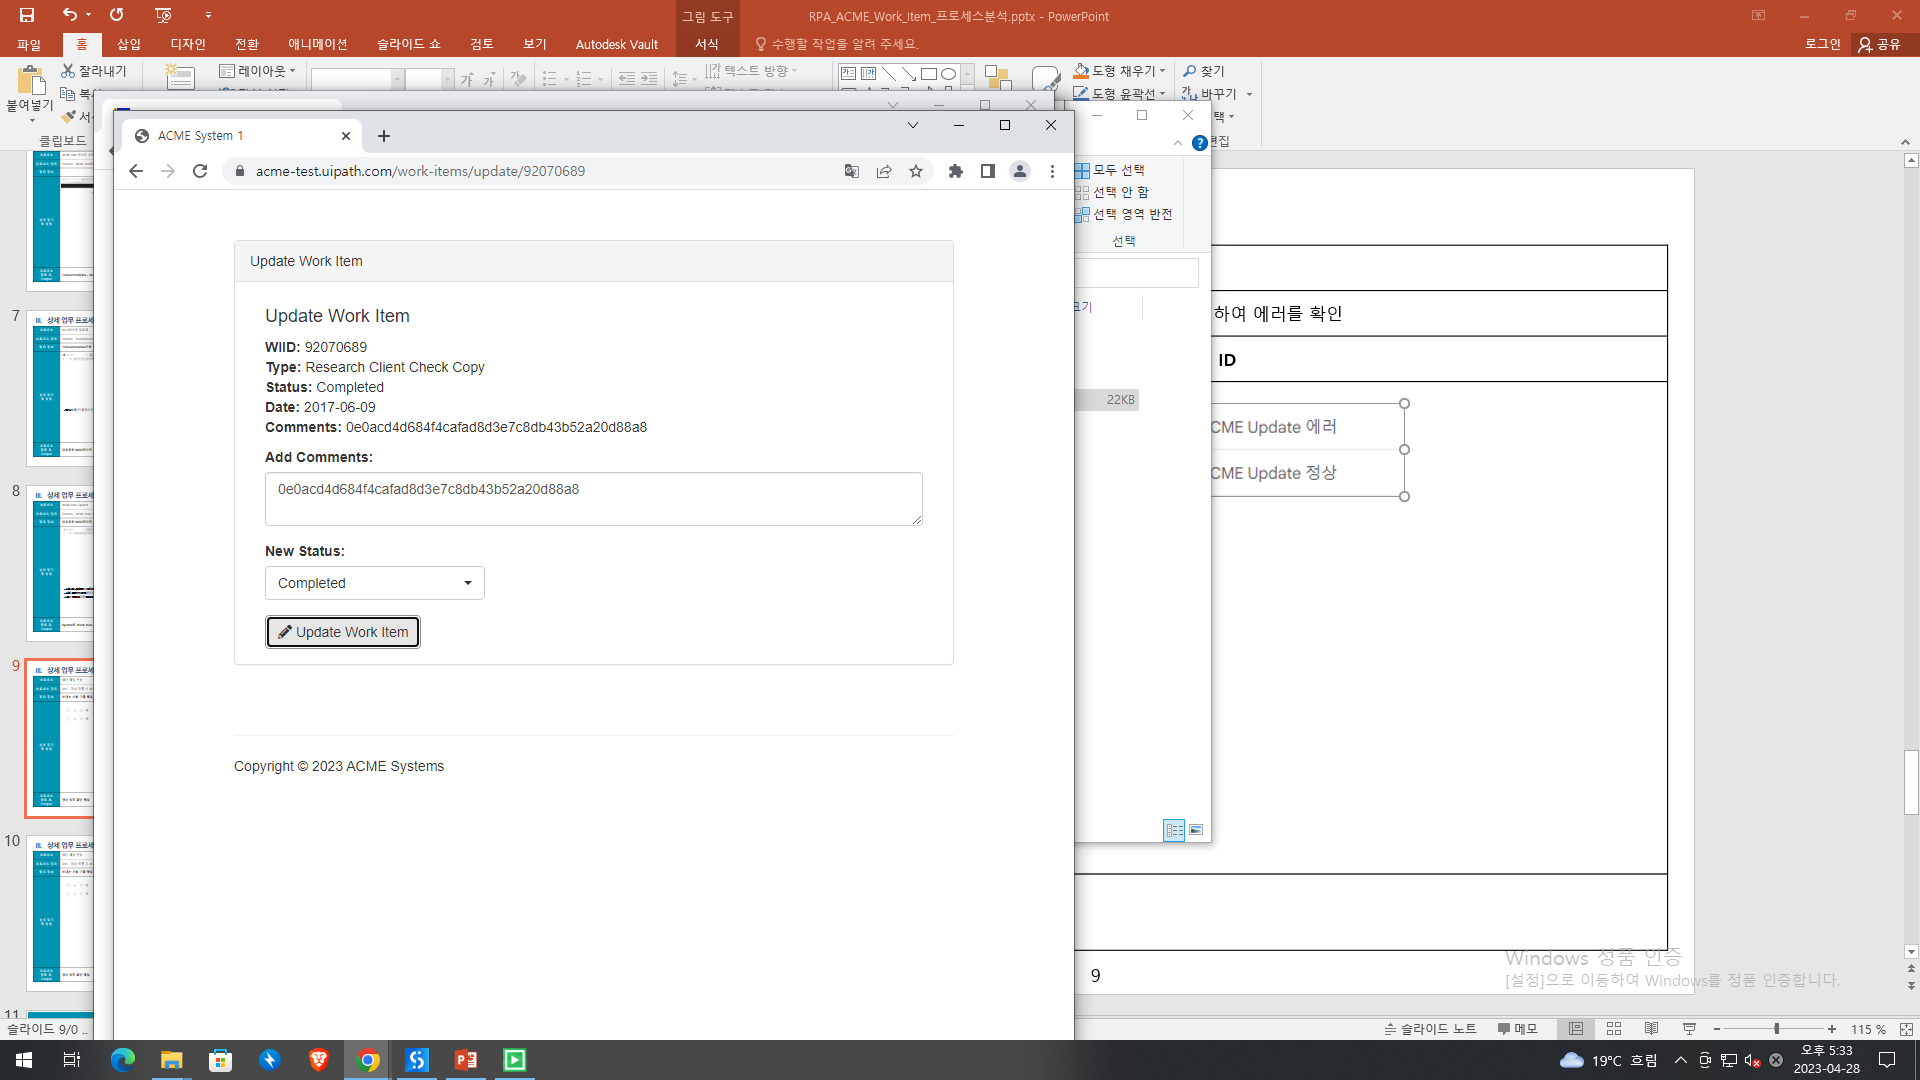 그림 도구
RPA_ACME_Work_Item_프로세스분석.pptx - PowerPoint
파일
홈
삽입
디자인
전환
애니메이션
슬라이드 쇼
검토
보기
Autodesk Vault
서식
수행할 작업을 알려 주세요.
로그인
공유
붙여넣기
잘라내기
클립보드
레이아웃
텍스트 방향
도형 채우기
도형 윤곽선
찾기
바꾸기
편집
ACME System 1
acme-test.uipath.com/work-items/update/92070689
Update Work Item
Update Work Item
WIID: 92070689
Type: Research Client Check Copy
Status: Completed
Date: 2017-06-09
Comments: 0e0acd4d684f4cafad8d3e7c8db43b52a20d88a8
Add Comments:
0e0acd4d684f4cafad8d3e7c8db43b52a20d88a8
New Status:
Completed
Update Work Item
Copyright © 2023 ACME Systems
모두 선택
선택 안 함
선택 영역 반전
선택
크기
22KB
하여 에러를 확인
ID
CME Update 에러
CME Update 정상
9
Windows 정품 인증
[설정]으로 이동하여 Windows를 정품 인증합니다.
7
8
9
10
11
슬라이드 9/0
슬라이드 노트
메모
115 %
19°C 흐림
오후 5:33
2023-04-28